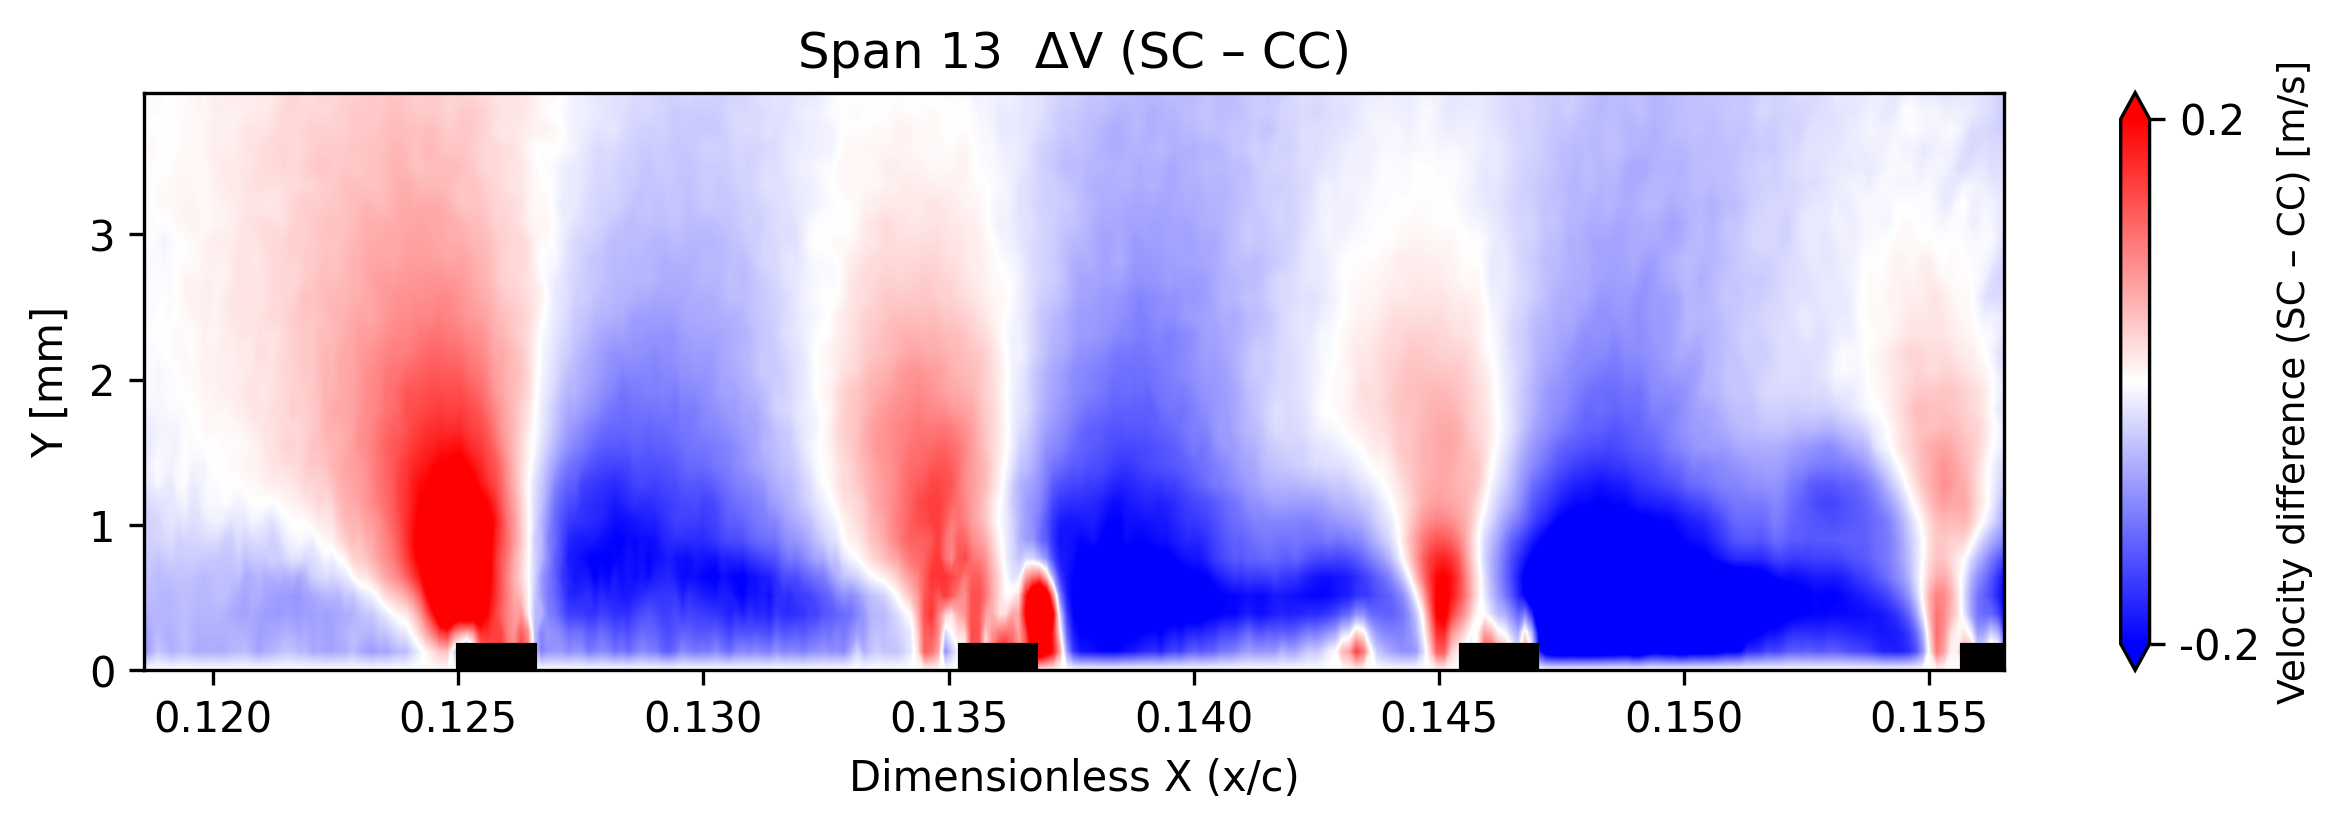 Span 13  ΔV (SC – CC)
3
2
1
0
Y [mm]
0.120 0.125 0.130 0.135 0.140 0.145 0.150 0.155
Dimensionless X (x/c)
0.2
-0.2
Velocity difference (SC – CC) [m/s]